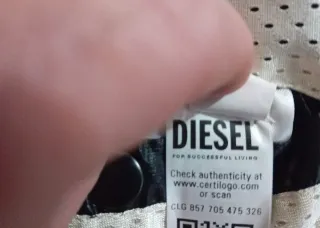 DIESEL
FOR SUCCESSFUL LIVING
Check authenticity at
www.certilogo.com
or scan
CLG 857 705 475 326